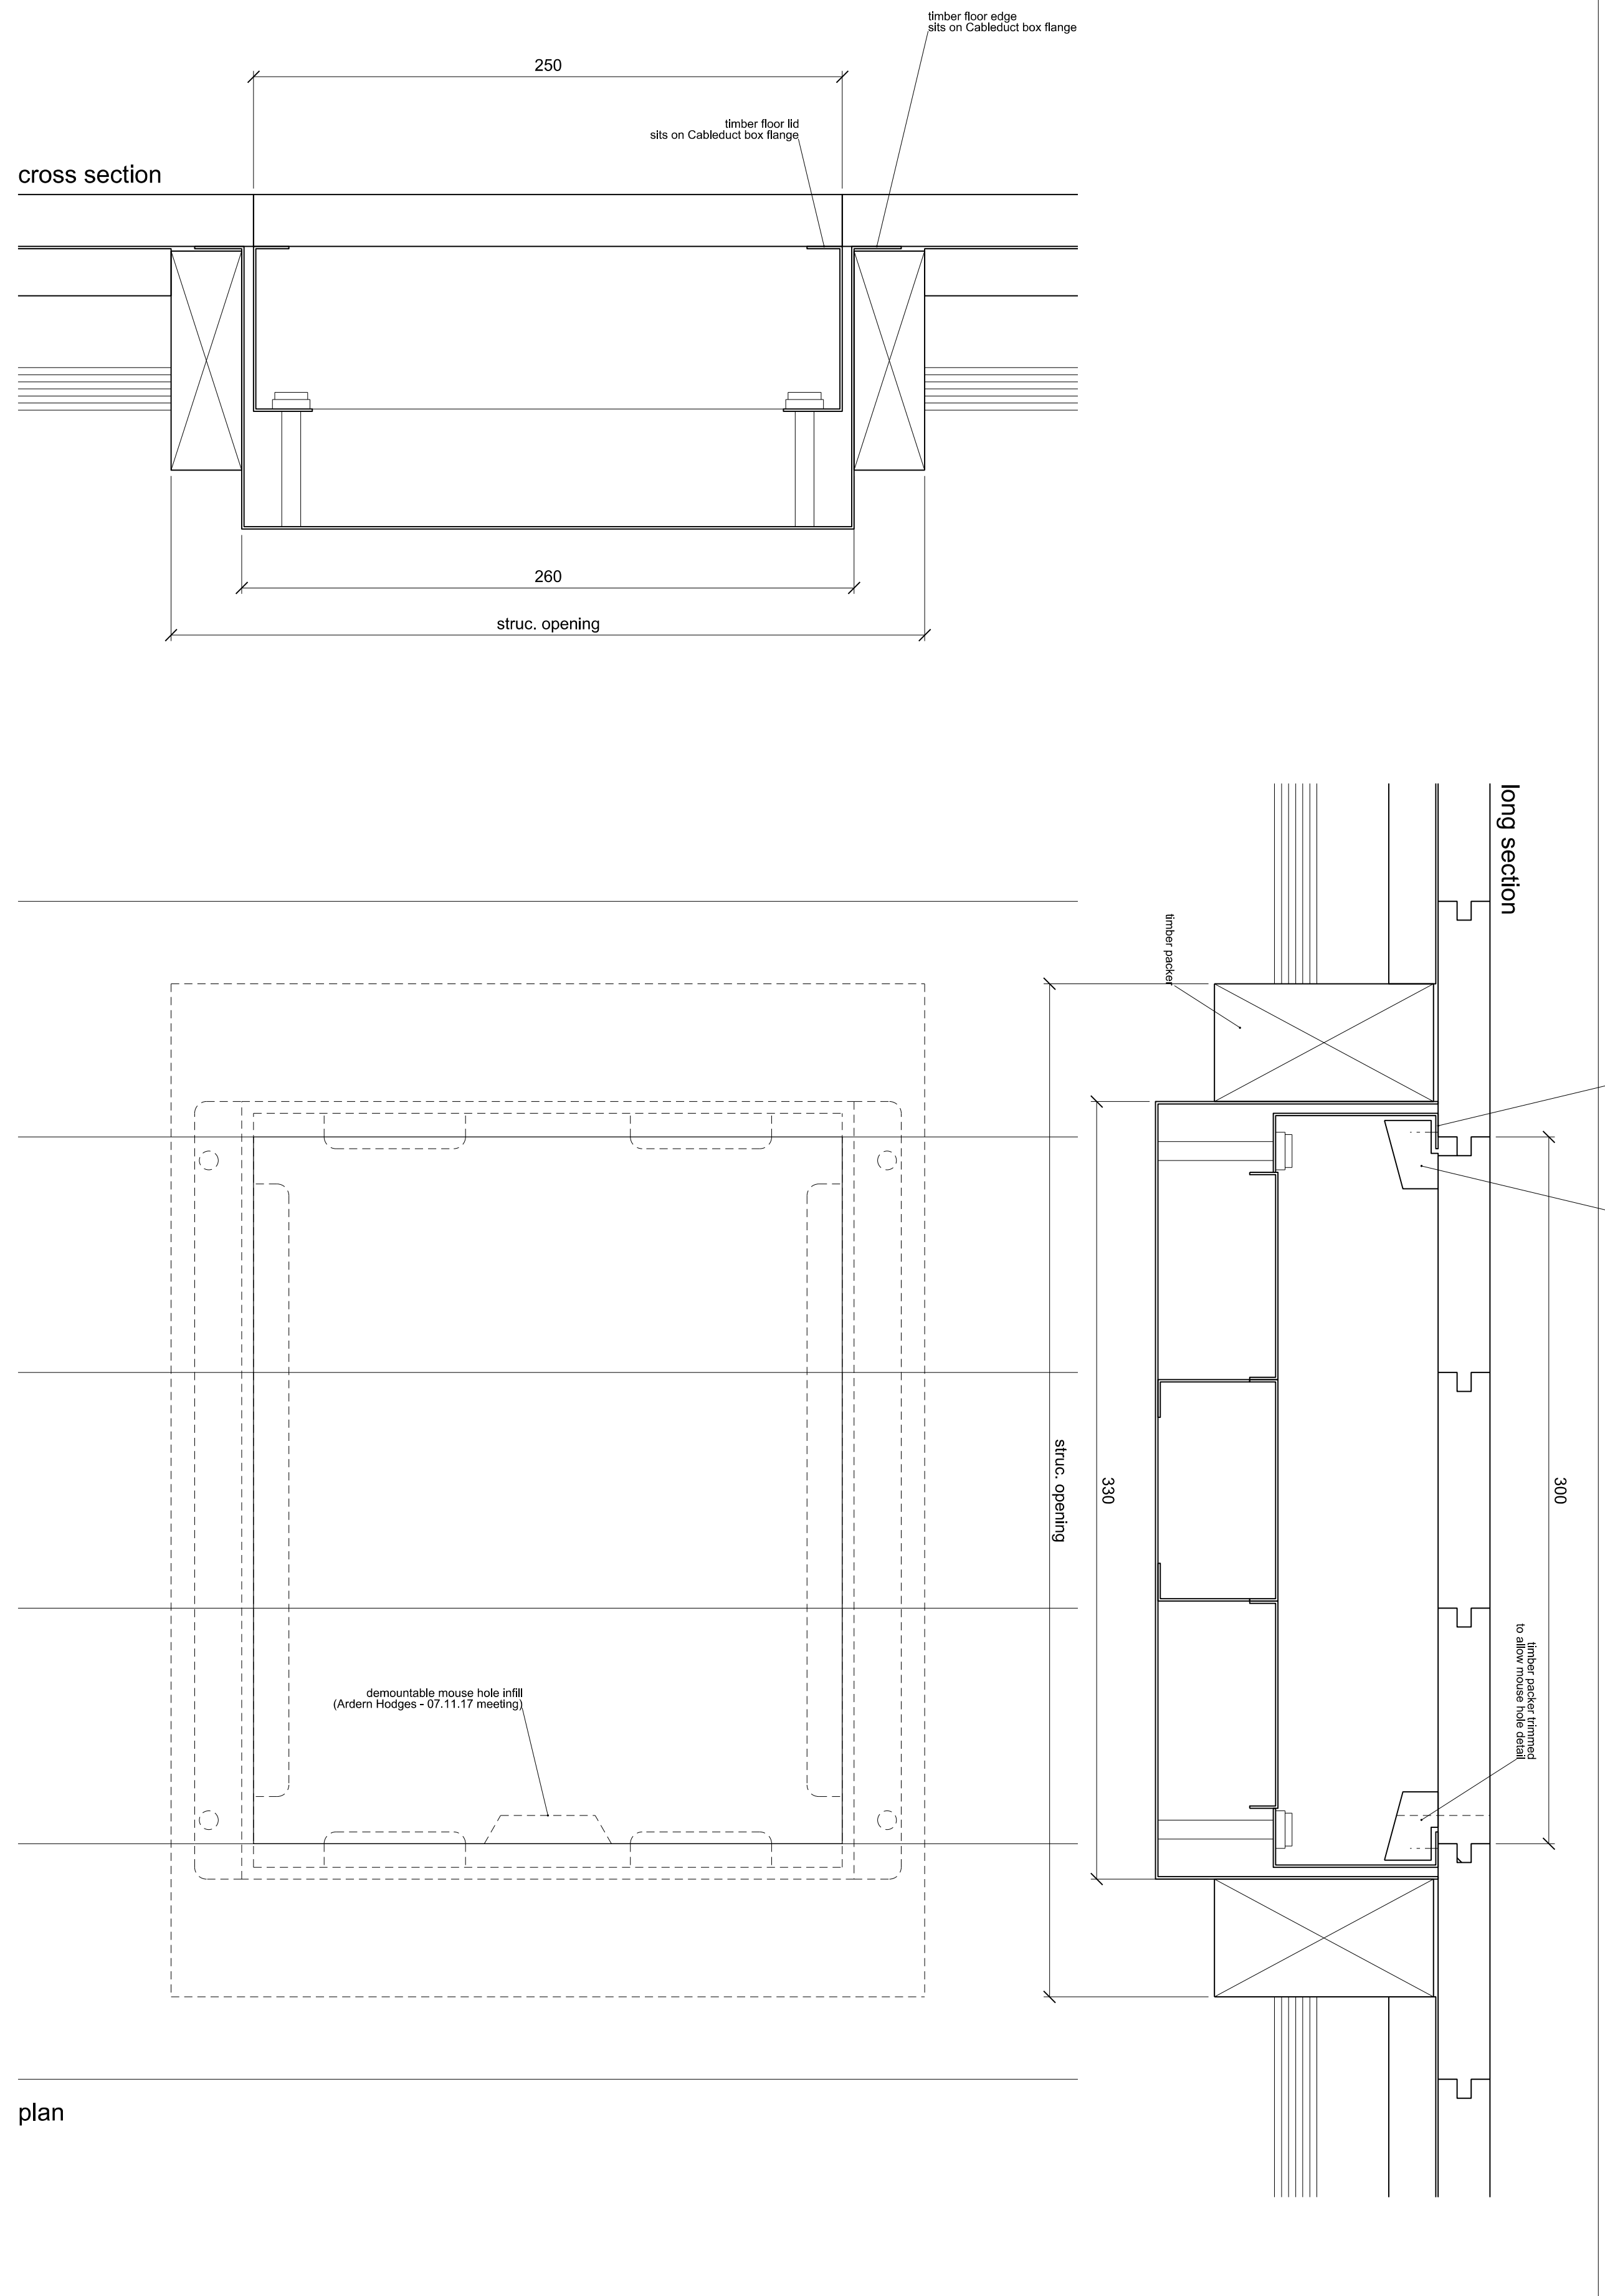 timber floor edge
sits on Cableduct box flange
250
timber floor lid
sits on Cableduct box flange
cross section
260
struc. opening
long section
timber packer
struc. opening
330
300
timber packer trimmed
to allow mouse hole detail
demountable mouse hole infill
(Ardern Hodges - 07.11.17 meeting)
plan